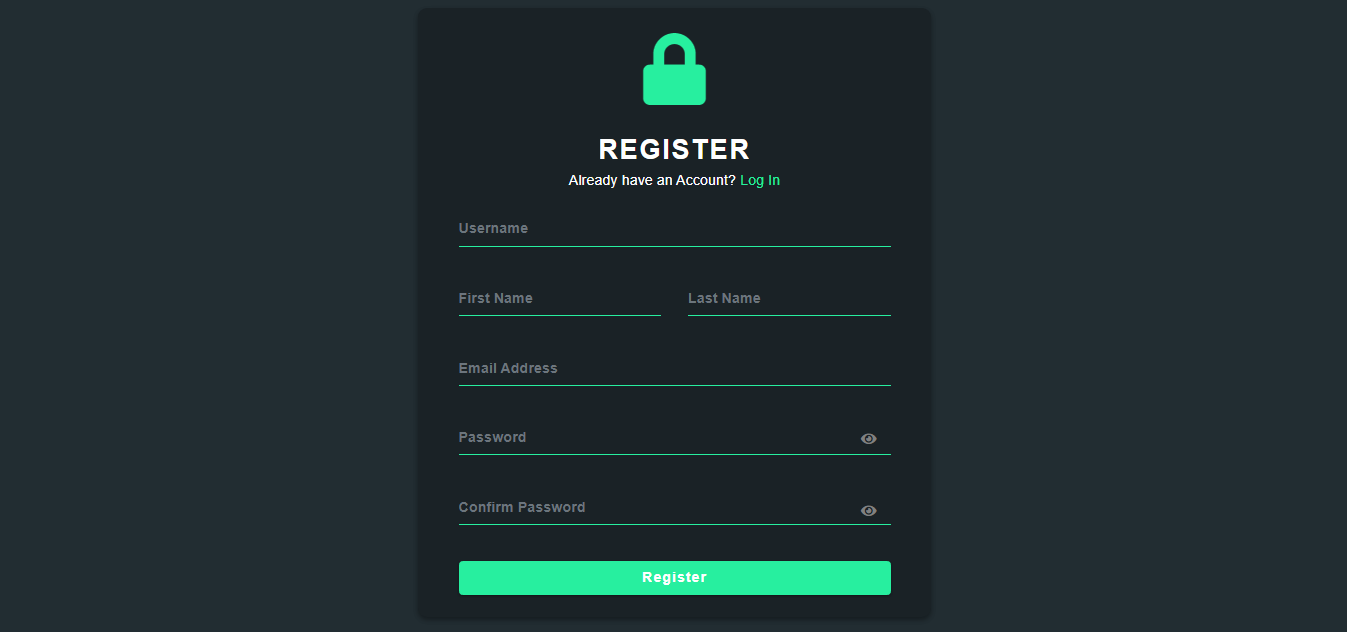 REGISTER
Already have an Account? Log In
Username
First Name Last Name
Email Address
Password
Confirm Password
Register